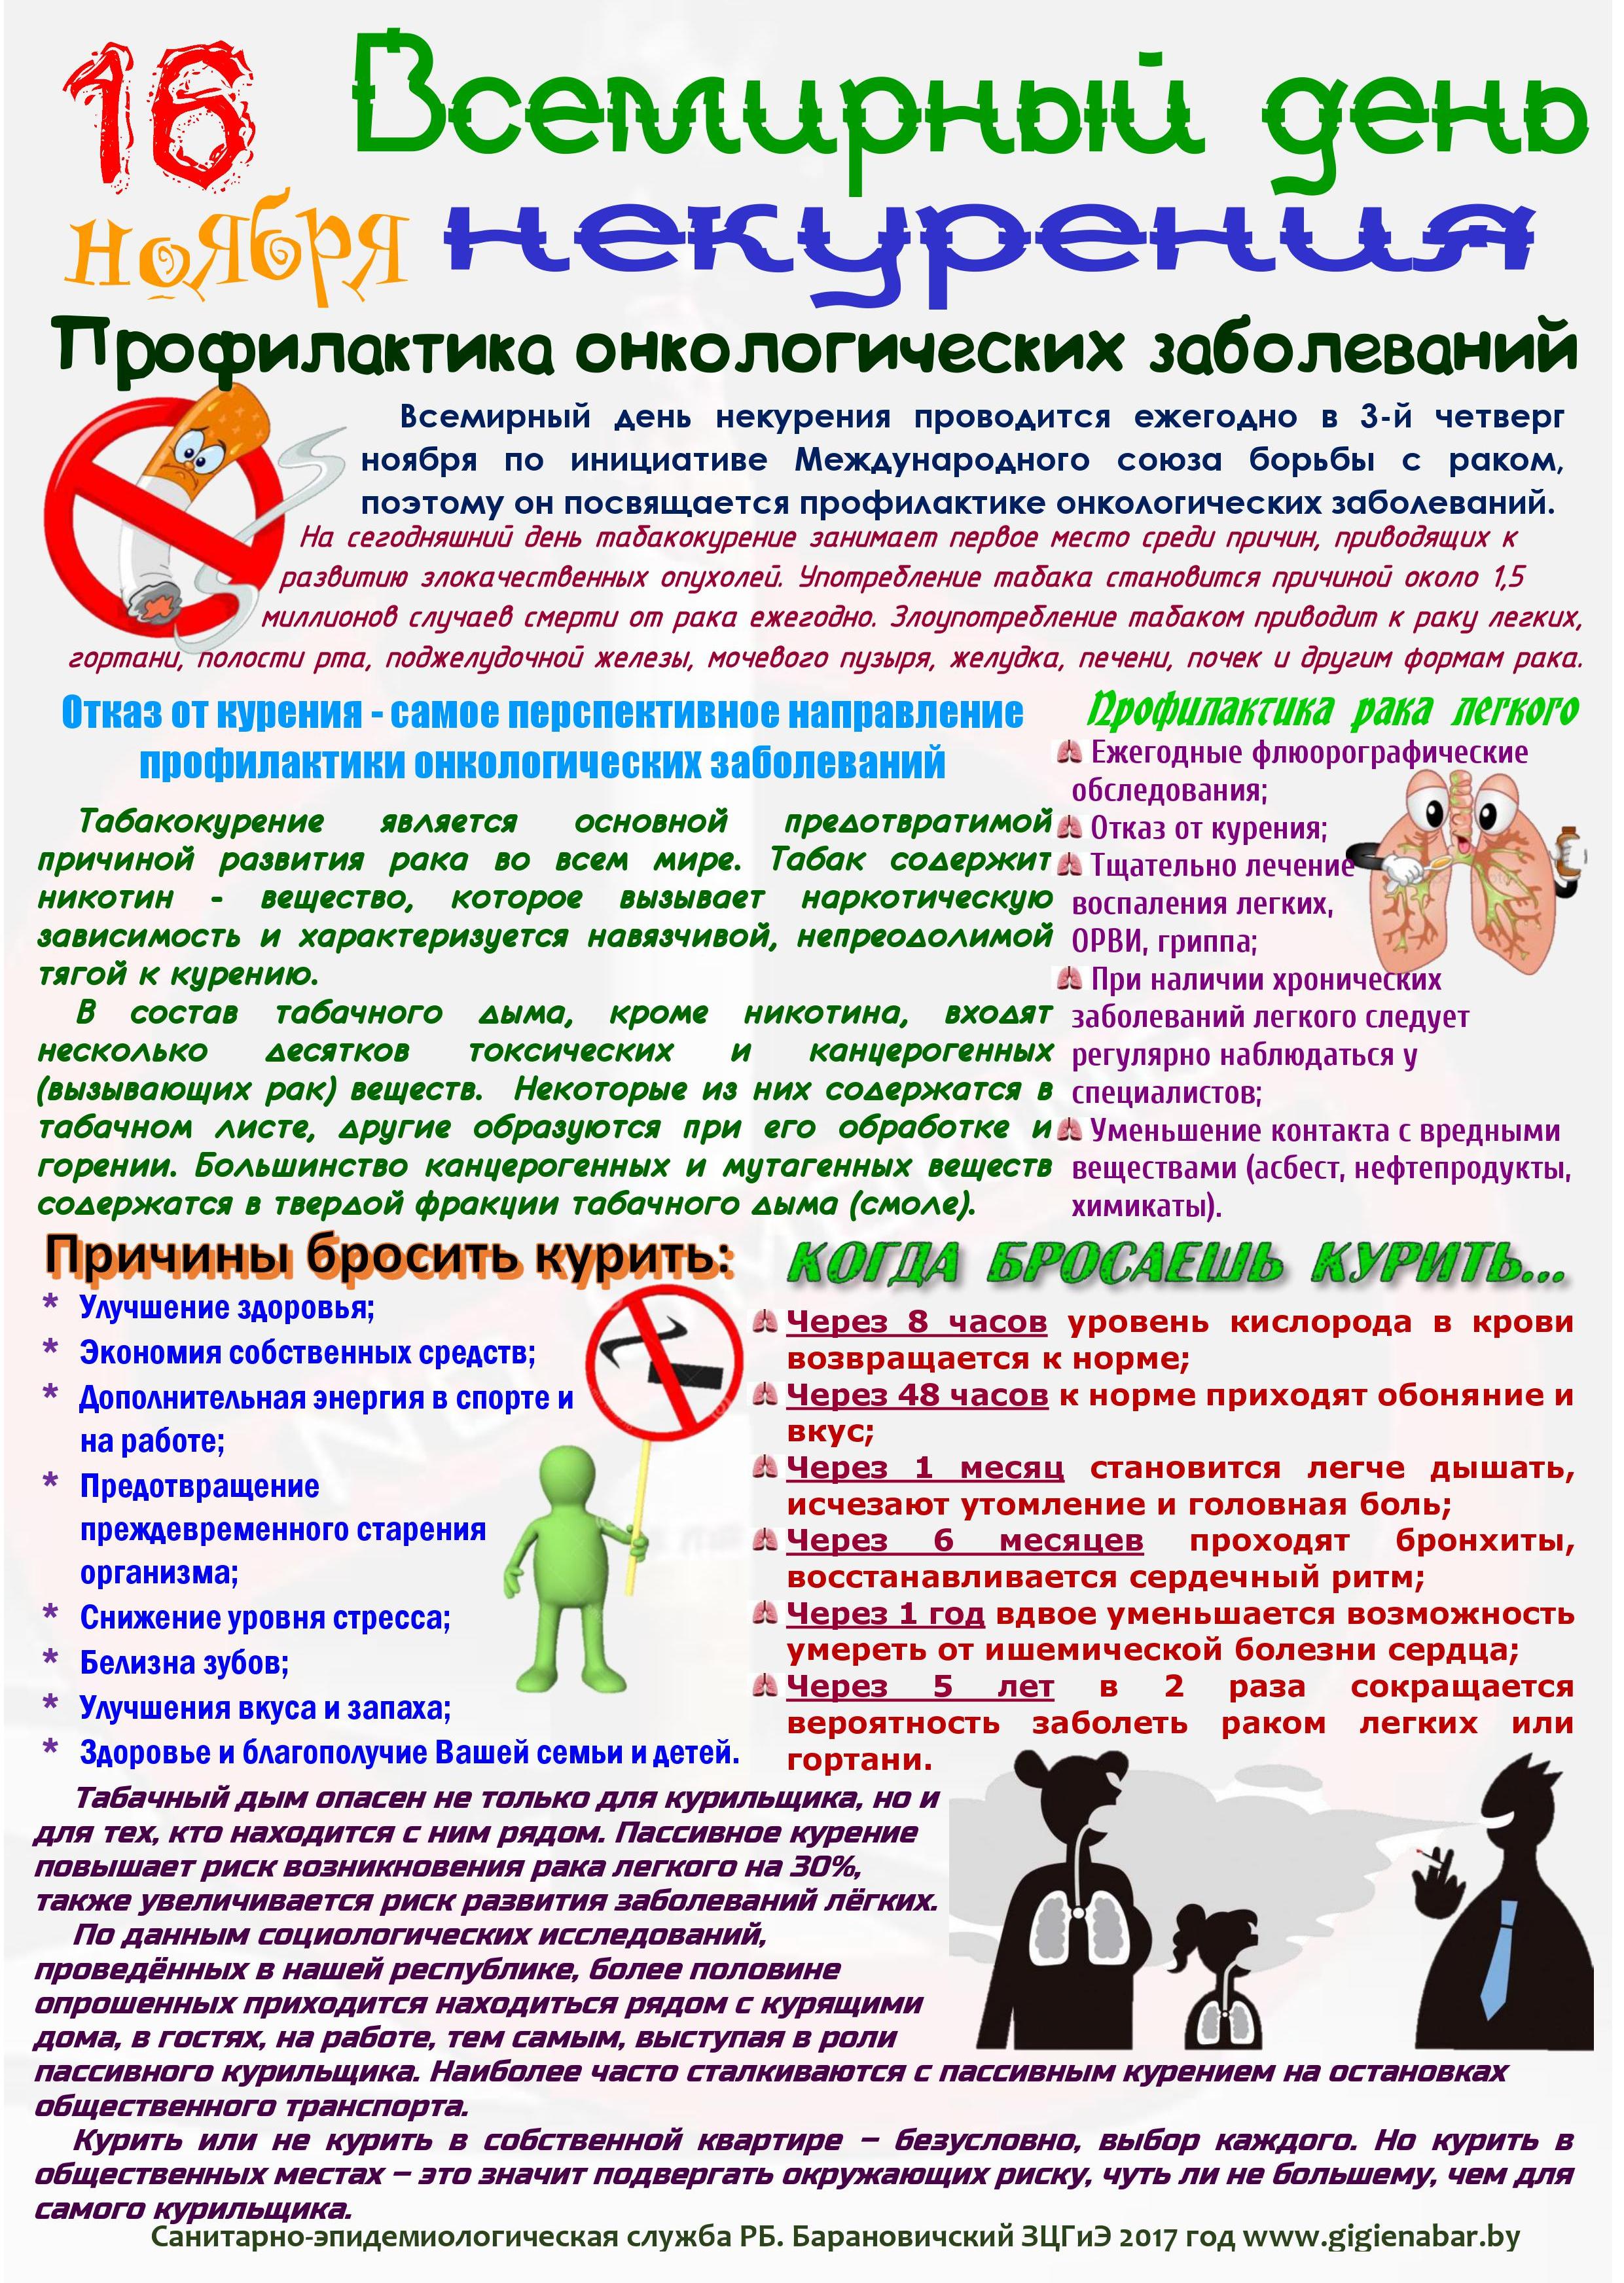 16 Всемирный день
ноября некурения
Профилактика онкологических заболеваний
Всемирный день некурения проводится ежегодно в 3-й четверг
ноября по инициативе Международного союза борьбы с раком,
поэтому он посвящается профилактике онкологических заболеваний.
На сегодняшний день табакокурение занимает первое место среди причин, приводящих к
развитию злокачественных опухолей. Употребление табака становится причиной около 1,5
миллионов случаев смерти от рака ежегодно. Злоупотребление табаком приводит к раку легких,
гортани, полости рта, поджелудочной железы, мочевого пузыря, желудка, печени, почек и другим формам рака.
Отказ от курения - самое перспективное направление
профилактики онкологических заболеваний
Табакокурение является основной предотвратимой
причиной развития рака во всем мире. Табак содержит
никотин - вещество, которое вызывает наркотическую
зависимость и характеризуется навязчивой, непреодолимой
тягой к курению.
В состав табачного дыма, кроме никотина, входят
несколько десятков токсических и канцерогенных
(вызывающих рак) веществ. Некоторые из них содержатся в
табачном листе, другие образуются при его обработке и
горении. Большинство канцерогенных и мутагенных веществ
содержатся в твердой фракции табачного дыма (смоле).
Профилактика рака легкого
Ежегодные флюорографические
обследования;
Отказ от курения;
Тщательно лечение
воспаления легких,
ОРВИ, гриппа;
При наличии хронических
заболеваний легкого следует
регулярно наблюдаться у
специалистов;
Уменьшение контакта с вредными
веществами (асбест, нефтепродукты,
химикаты).
Причины бросить курить:
* Улучшение здоровья;
* Экономия собственных средств;
* Дополнительная энергия в спорте и
на работе;
* Предотвращение
преждевременного старения
организма;
* Снижение уровня стресса;
* Белизна зубов;
* Улучшения вкуса и запаха;
* Здоровье и благополучие Вашей семьи и детей.
КОГДА БРОСАЕШЬ КУРИТЬ...
Через 8 часов уровень кислорода в крови
возвращается к норме;
Через 48 часов к норме приходят обоняние и
вкус;
Через 1 месяц становится легче дышать,
исчезают утомление и головная боль;
Через 6 месяцев проходят бронхиты,
восстанавливается сердечный ритм;
Через 1 год вдвое уменьшается возможность
умереть от ишемической болезни сердца;
Через 5 лет в 2 раза сокращается
вероятность заболеть раком легких или
гортани.
Табачный дым опасен не только для курильщика, но и
для тех, кто находится с ним рядом. Пассивное курение
повышает риск возникновения рака легкого на 30%,
также увеличивается риск развития заболеваний лёгких.
По данным социологических исследований,
проведённых в нашей республике, более половине
опрошенных приходится находиться рядом с курящими
дома, в гостях, на работе, тем самым, выступая в роли
пассивного курильщика. Наиболее часто сталкиваются с пассивным курением на остановках
общественного транспорта.
Курить или не курить в собственной квартире – безусловно, выбор каждого. Но курить в
общественных местах – это значит подвергать окружающих риску, чуть ли не большему, чем для
самого курильщика.
Санитарно-эпидемиологическая служба РБ. Барановичский ЗЦГиЭ 2017 год www.gigienabar.by